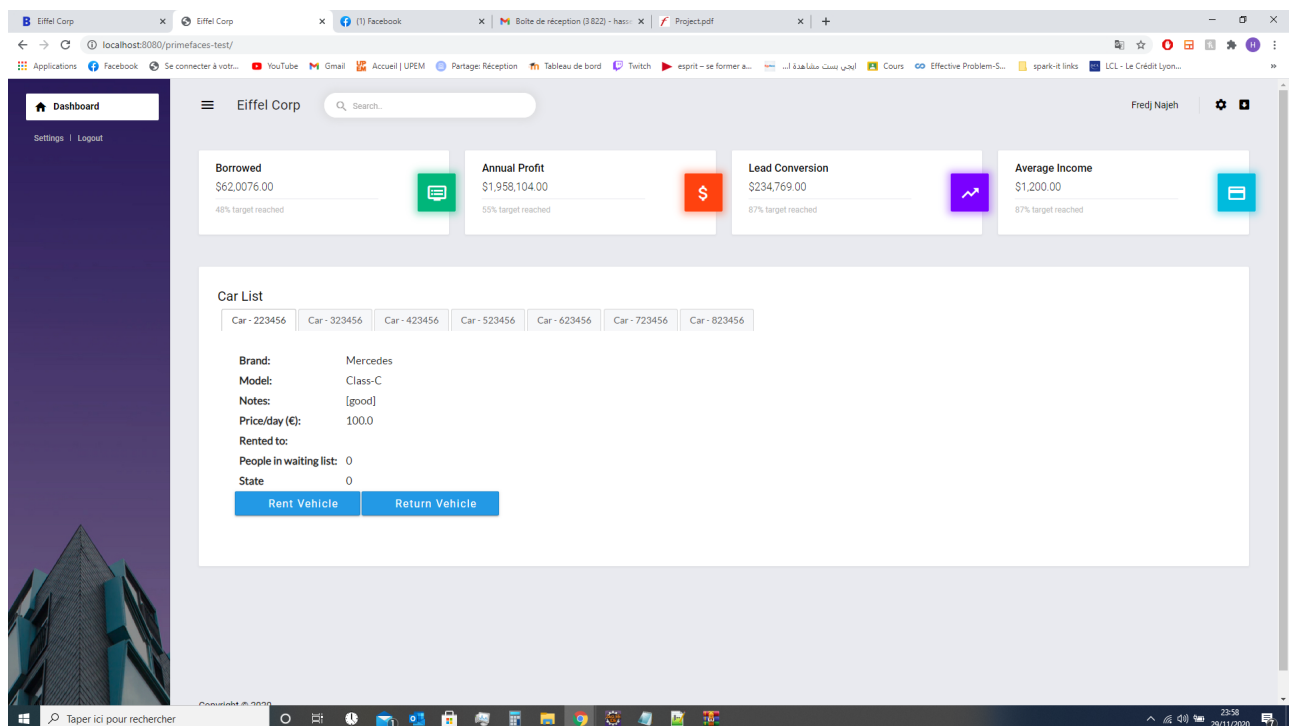 Eiffel Corp
Eiffel Corp
(1) Facebook
Boîte de réception (3 822) - hass
Project.pdf
localhost:8080/primefaces-test/
Applications Facebook Se connecter à votr... YouTube Gmail Accueil | UPEM Partage: Réception Tableau de bord Twitch esprit – se former a... ايجي بست مشاهدة ا... Cours Effective Problem-S... spark-it links LCL - Le Crédit Lyon... »
Dashboard
Settings | Logout
Eiffel Corp
Search..
Fredj Najeh
Borrowed
$62,0076.00
48% target reached
Annual Profit
$1,958,104.00
55% target reached
Lead Conversion
$234,769.00
87% target reached
Average Income
$1,200.00
87% target reached
Car List
Car - 223456 Car - 323456 Car - 423456 Car - 523456 Car - 623456 Car - 723456 Car - 823456
Brand: Mercedes
Model: Class-C
Notes: [good]
Price/day (€): 100.0
Rented to:
People in waiting list: 0
State 0
Rent Vehicle Return Vehicle
Copyright © 2020
Taper ici pour rechercher
23:58
29/11/2020